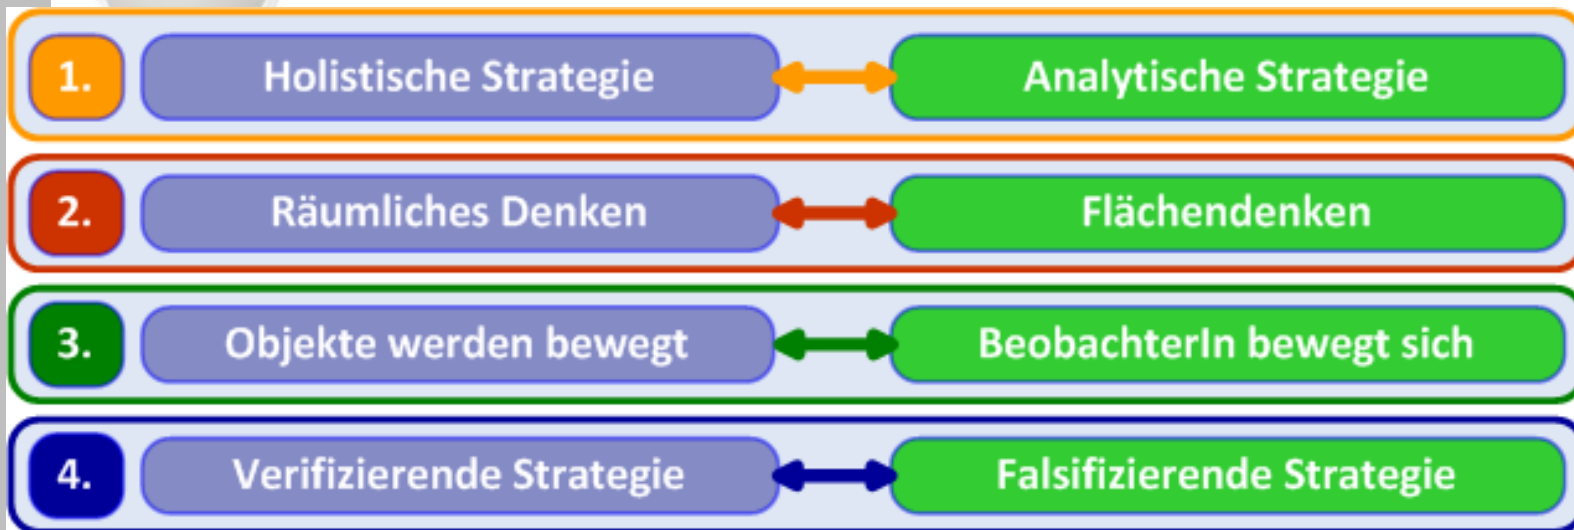 1. Holistische Strategie Analytische Strategie
2. Räumliches Denken Flächendenken
3. Objekte werden bewegt BeobachterIn bewegt sich
4. Verifizierende Strategie Falsifizierende Strategie